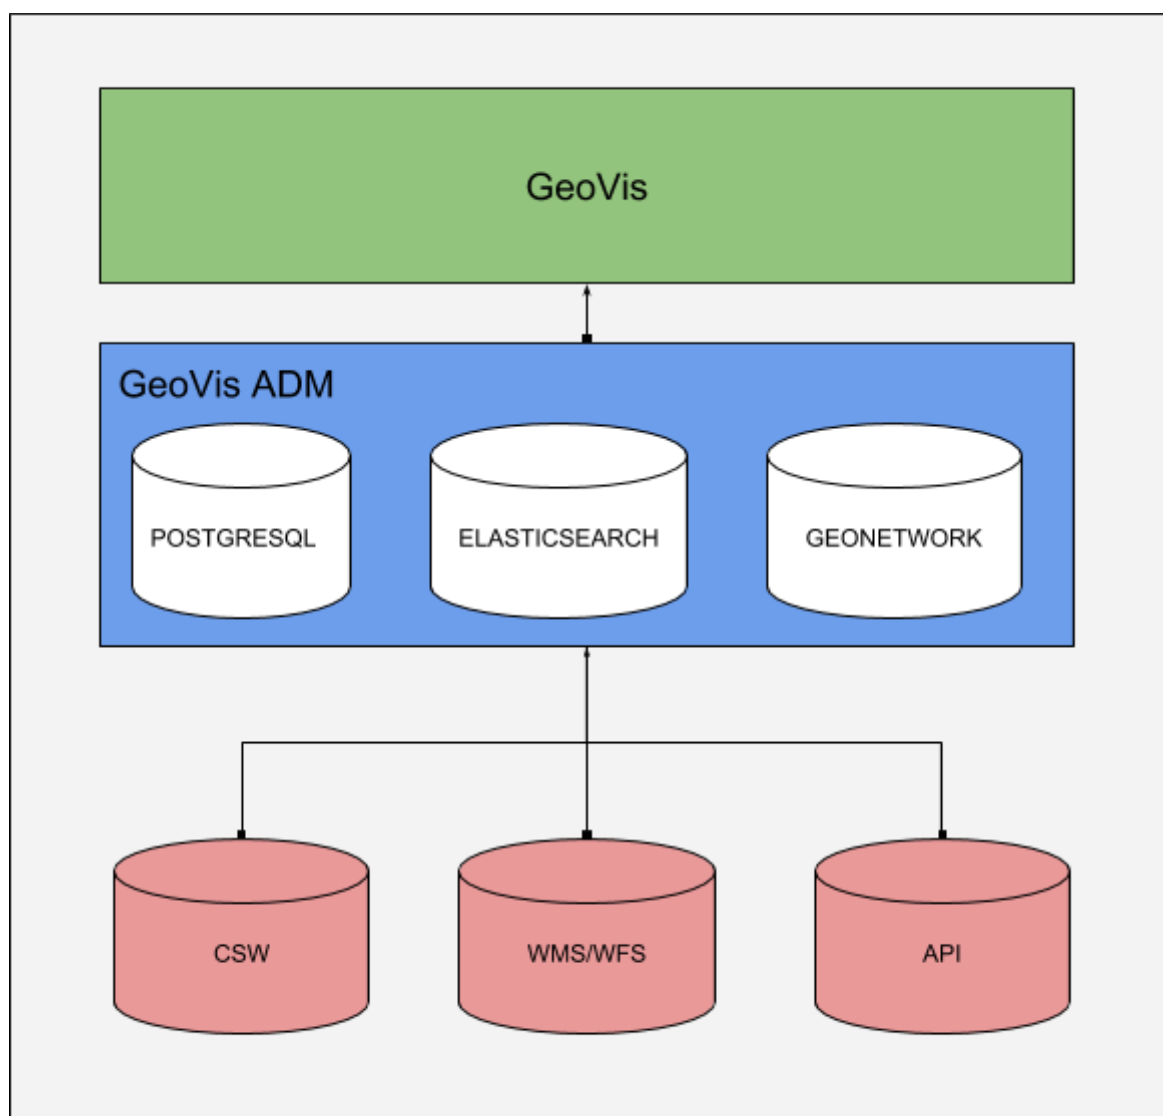 GeoVis
GeoVis ADM
POSTGRESQL
ELASTICSEARCH
GEONETWORK
CSW
WMS/WFS
API